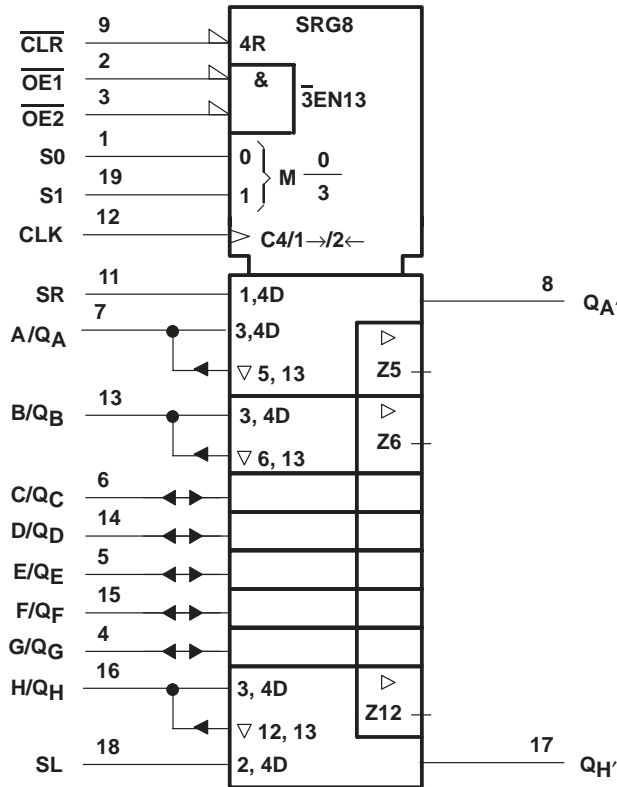 SRG8
9
CLR 4R
2
OE1 &
3EN13
3
OE2
1
S0 0 0
M
19 3
S1 1
12
CLK C4/1→/2←
11 8
SR 1,4D QA′
7
A/QA 3,4D ▷
▽ 5, 13 Z5
13
B/QB 3, 4D ▷
Z6
▽ 6, 13
6
C/QC
14
D/QD
5
E/QE
15
F/QF
4
G/QG
16
H/QH 3, 4D ▷
▽ 12, 13 Z12
18 17
SL 2, 4D QH′